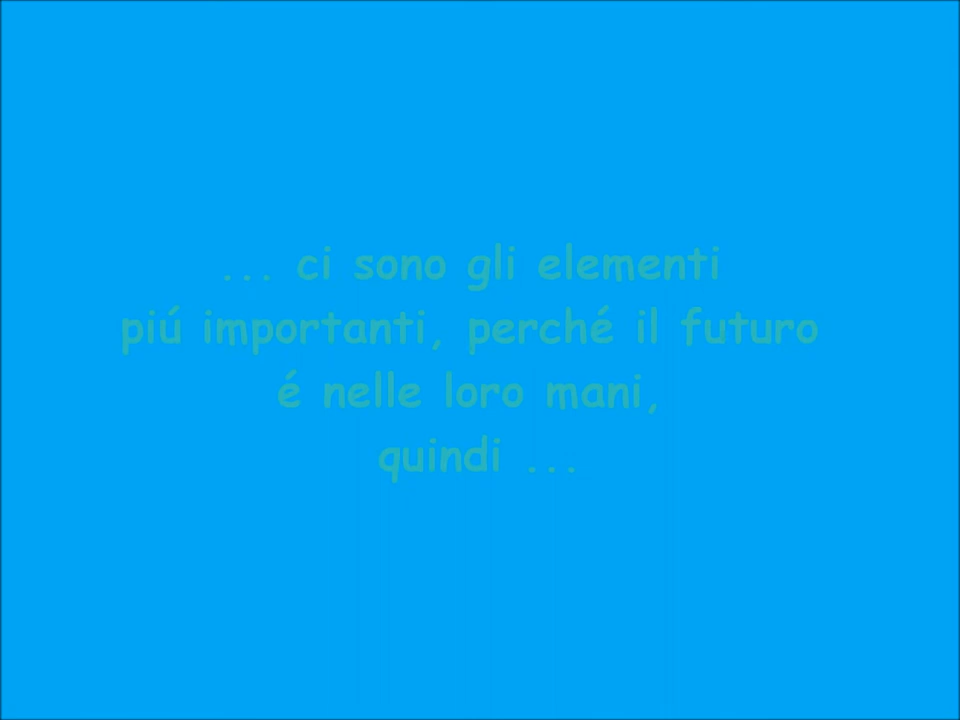 ... ci sono gli elementi
piú importanti, perché il futuro
é nelle loro mani,
quindi ...